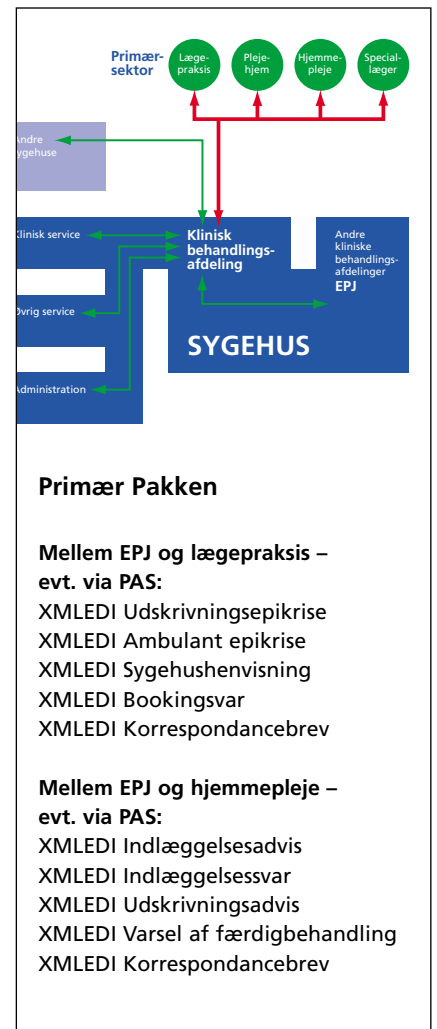 Primær-
sektor
Læge-
praksis
Pleje-
hjem
Hjemme-
pleje
Special-
læger
Andre
sygehuse
Klinisk service
Klinisk
behandlings-
afdeling
Andre
kliniske
behandlings-
afdelinger
EPJ
Øvrig service
SYGEHUS
Administration
Primær Pakken
Mellem EPJ og lægepraksis –
evt. via PAS:
XMLEDI Udskrivningsepikrise
XMLEDI Ambulant epikrise
XMLEDI Sygehushenvisning
XMLEDI Bookingsvar
XMLEDI Korrespondancebrev
Mellem EPJ og hjemmepleje –
evt. via PAS:
XMLEDI Indlæggelsesadvis
XMLEDI Indlæggelsessvar
XMLEDI Udskrivningsadvis
XMLEDI Varsel af færdigbehandling
XMLEDI Korrespondancebrev